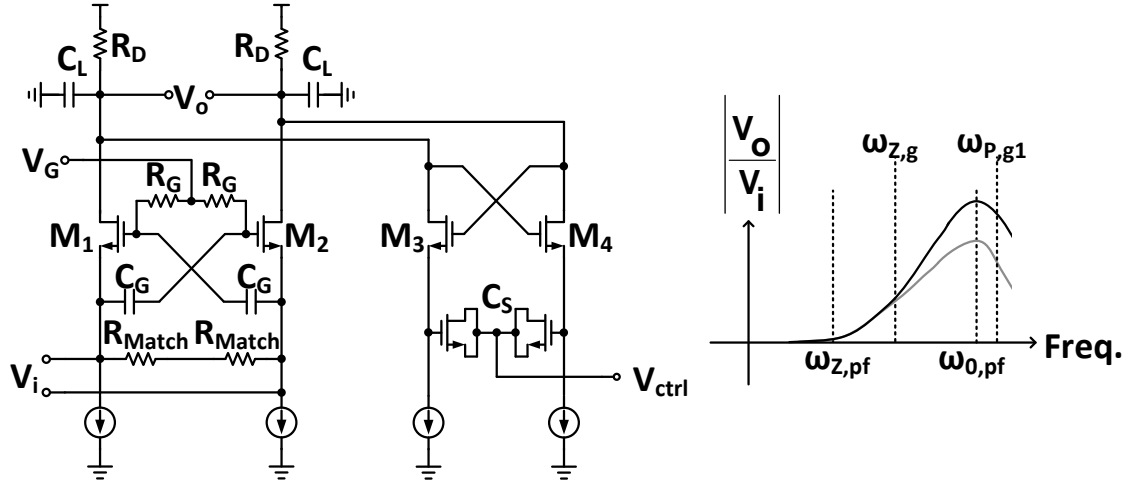 R_D R_D
C_L C_L
V_o
V_G
R_G R_G
M_1 M_2 M_3 M_4
C_G C_G C_S
R_Match R_Match
V_i
V_ctrl
|V_o / V_i|
ω_Z,g ω_P,g1
Freq.
ω_Z,pf ω_0,pf